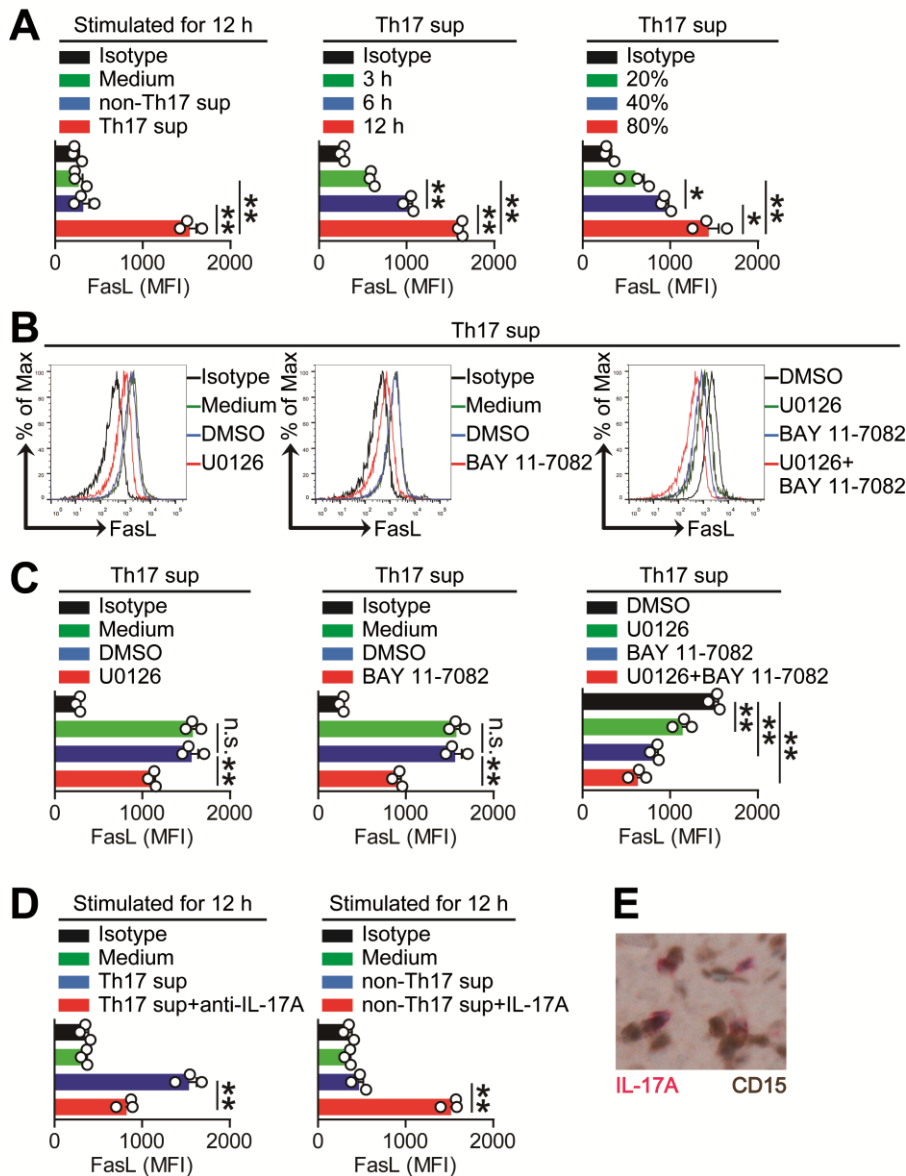 A
Stimulated for 12 h
Isotype
Medium
non-Th17 sup
Th17 sup
**
**
0 1000 2000
FasL (MFI)
Th17 sup
Isotype
3 h
6 h
12 h
**
**
**
0 1000 2000
FasL (MFI)
Th17 sup
Isotype
20%
40%
80%
*
*
**
0 1000 2000
FasL (MFI)
B
Th17 sup
% of Max
Isotype
Medium
DMSO
U0126
FasL
% of Max
Isotype
Medium
DMSO
BAY 11-7082
FasL
% of Max
DMSO
U0126
BAY 11-7082
U0126+
BAY 11-7082
FasL
C
Th17 sup
Isotype
Medium
DMSO
U0126
n.s.
**
0 1000 2000
FasL (MFI)
Th17 sup
Isotype
Medium
DMSO
BAY 11-7082
n.s.
**
0 1000 2000
FasL (MFI)
Th17 sup
DMSO
U0126
BAY 11-7082
U0126+BAY 11-7082
**
**
**
0 1000 2000
FasL (MFI)
D
Stimulated for 12 h
Isotype
Medium
Th17 sup
Th17 sup+anti-IL-17A
**
0 1000 2000
FasL (MFI)
Stimulated for 12 h
Isotype
Medium
non-Th17 sup
non-Th17 sup+IL-17A
**
0 1000 2000
FasL (MFI)
E
IL-17A CD15